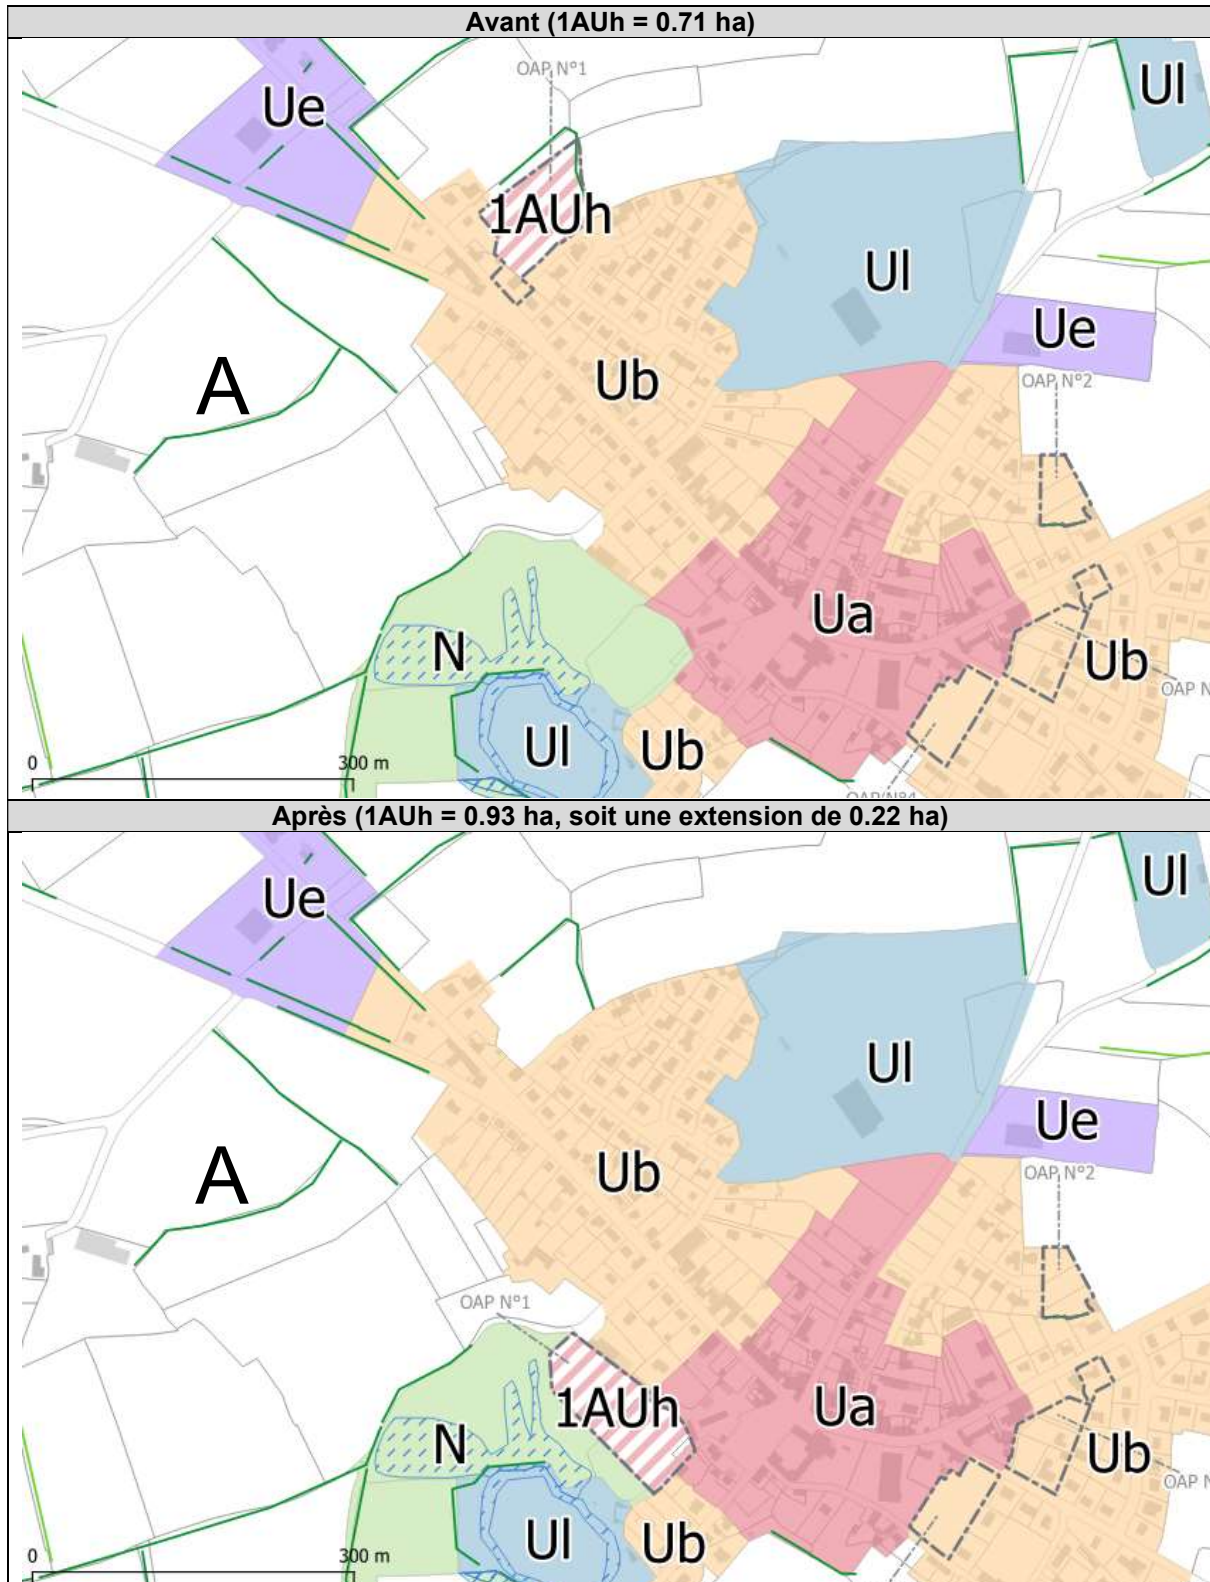 Avant (1AUh = 0.71 ha)
OAP N°1
Ue
Ul
1AUh
Ul
Ue
A
Ub
OAP N°2
Ua
N
Ub
OAP N
Ul
Ub
0
300 m
OAP N°4
Après (1AUh = 0.93 ha, soit une extension de 0.22 ha)
Ue
Ul
Ul
Ue
A
Ub
OAP N°2
OAP N°1
1AUh
Ua
N
Ub
OAP N
Ul
Ub
0
300 m